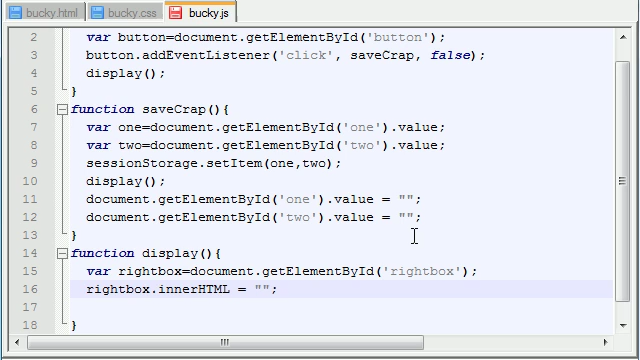 bucky.html bucky.css bucky.js
2 var button=document.getElementById('button');
3 button.addEventListener('click', saveCrap, false);
4 display();
5 }
6 function saveCrap(){
7 var one=document.getElementById('one').value;
8 var two=document.getElementById('two').value;
9 sessionStorage.setItem(one,two);
10 display();
11 document.getElementById('one').value = "";
12 document.getElementById('two').value = "";
13 }
14 function display(){
15 var rightbox=document.getElementById('rightbox');
16 rightbox.innerHTML = "";
17
18 }